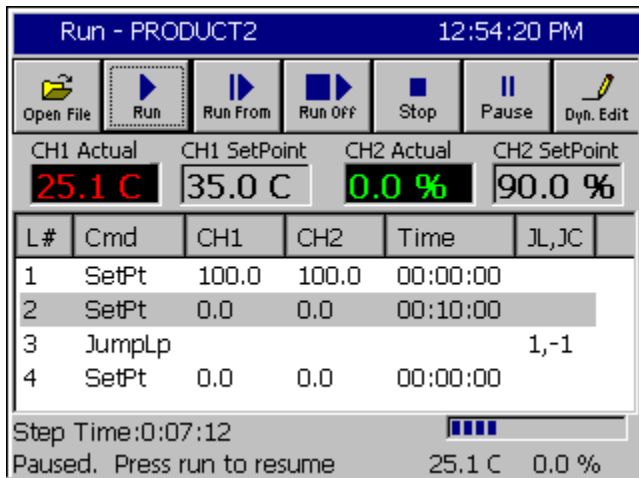 Run - PRODUCT2 12:54:20 PM
Open File Run Run From Run Off Stop Pause Dyn. Edit
CH1 Actual CH1 SetPoint CH2 Actual CH2 SetPoint
25.1 C 35.0 C 0.0 % 90.0 %
L# Cmd CH1 CH2 Time JL,JC
1 SetPt 100.0 100.0 00:00:00
2 SetPt 0.0 0.0 00:10:00
3 JumpLp 1,-1
4 SetPt 0.0 0.0 00:00:00
Step Time:0:07:12
Paused. Press run to resume 25.1 C 0.0 %